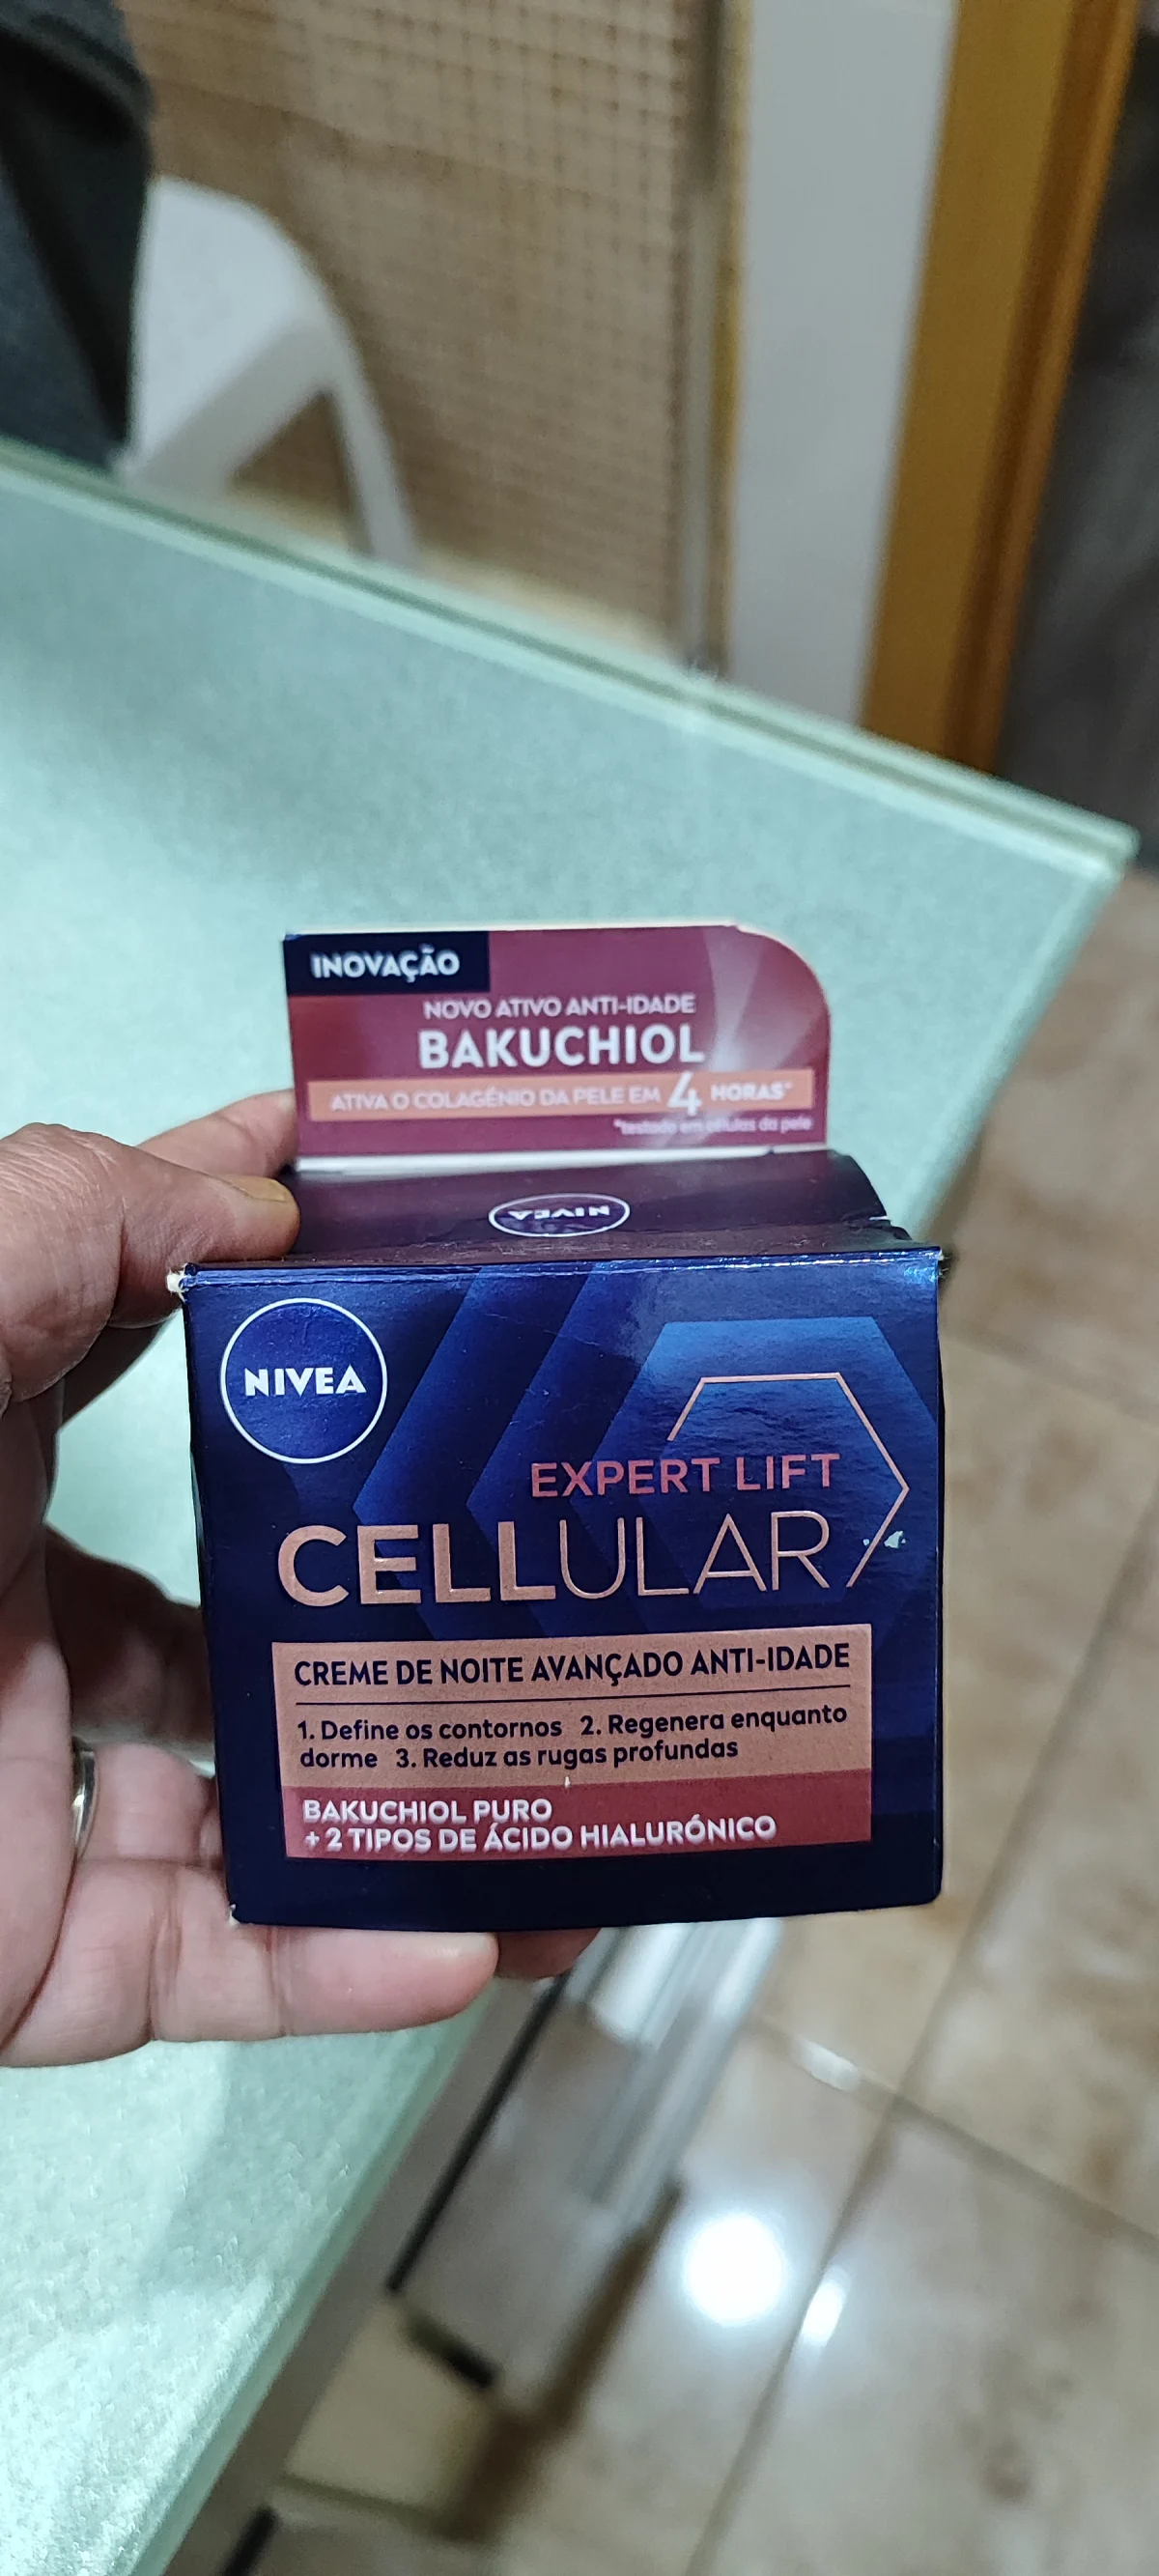 INOVAÇÃO
NOVO ATIVO ANTI-IDADE
BAKUCHIOL
ATIVA O COLAGÉNIO DA PELE EM 4 HORAS*
*testado em células da pele
NIVEA
NIVEA
EXPERT LIFT
CELLULAR
CREME DE NOITE AVANÇADO ANTI-IDADE
1. Define os contornos 2. Regenera enquanto
dorme 3. Reduz as rugas profundas
BAKUCHIOL PURO
+ 2 TIPOS DE ÁCIDO HIALURÓNICO